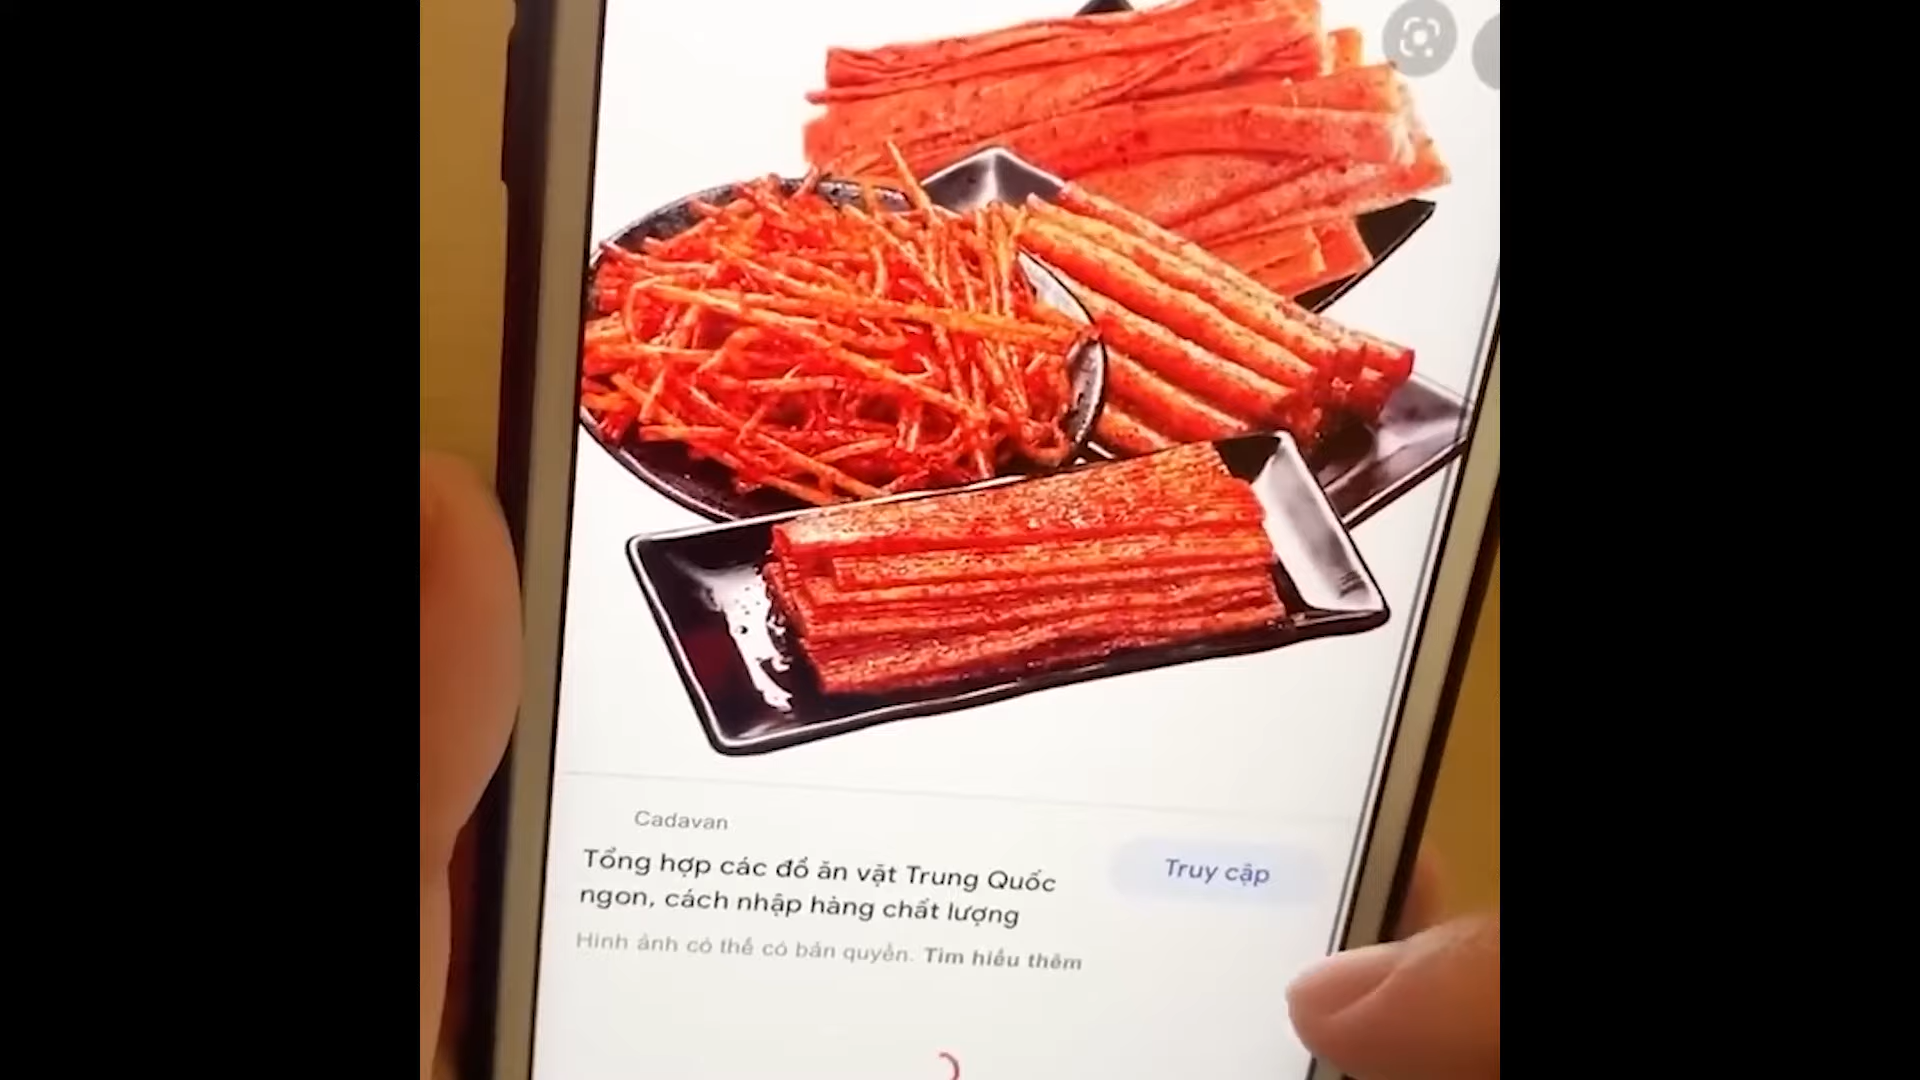 Cadavan
Tổng hợp các đồ ăn vặt Trung Quốc
ngon, cách nhập hàng chất lượng
Truy cập
Hình ảnh có thể có bản quyền. Tìm hiểu thêm